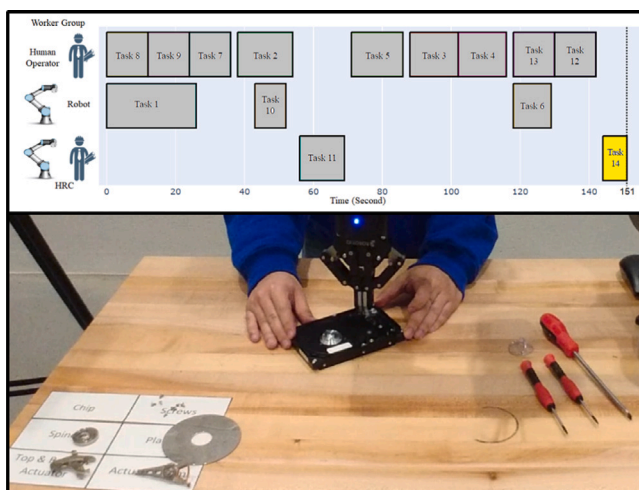 Worker Group
Human
Operator
Task 8
Task 9
Task 7
Task 2
Task 5
Task 3
Task 4
Task
13
Task
12
Robot
Task 1
Task
10
Task 6
HRC
Task 11
Task
14
0
20
40
60
80
100
120
140
151
Time (Second)
Chip
Screws
Spin
Pla
Top & B
Actuator
Actua